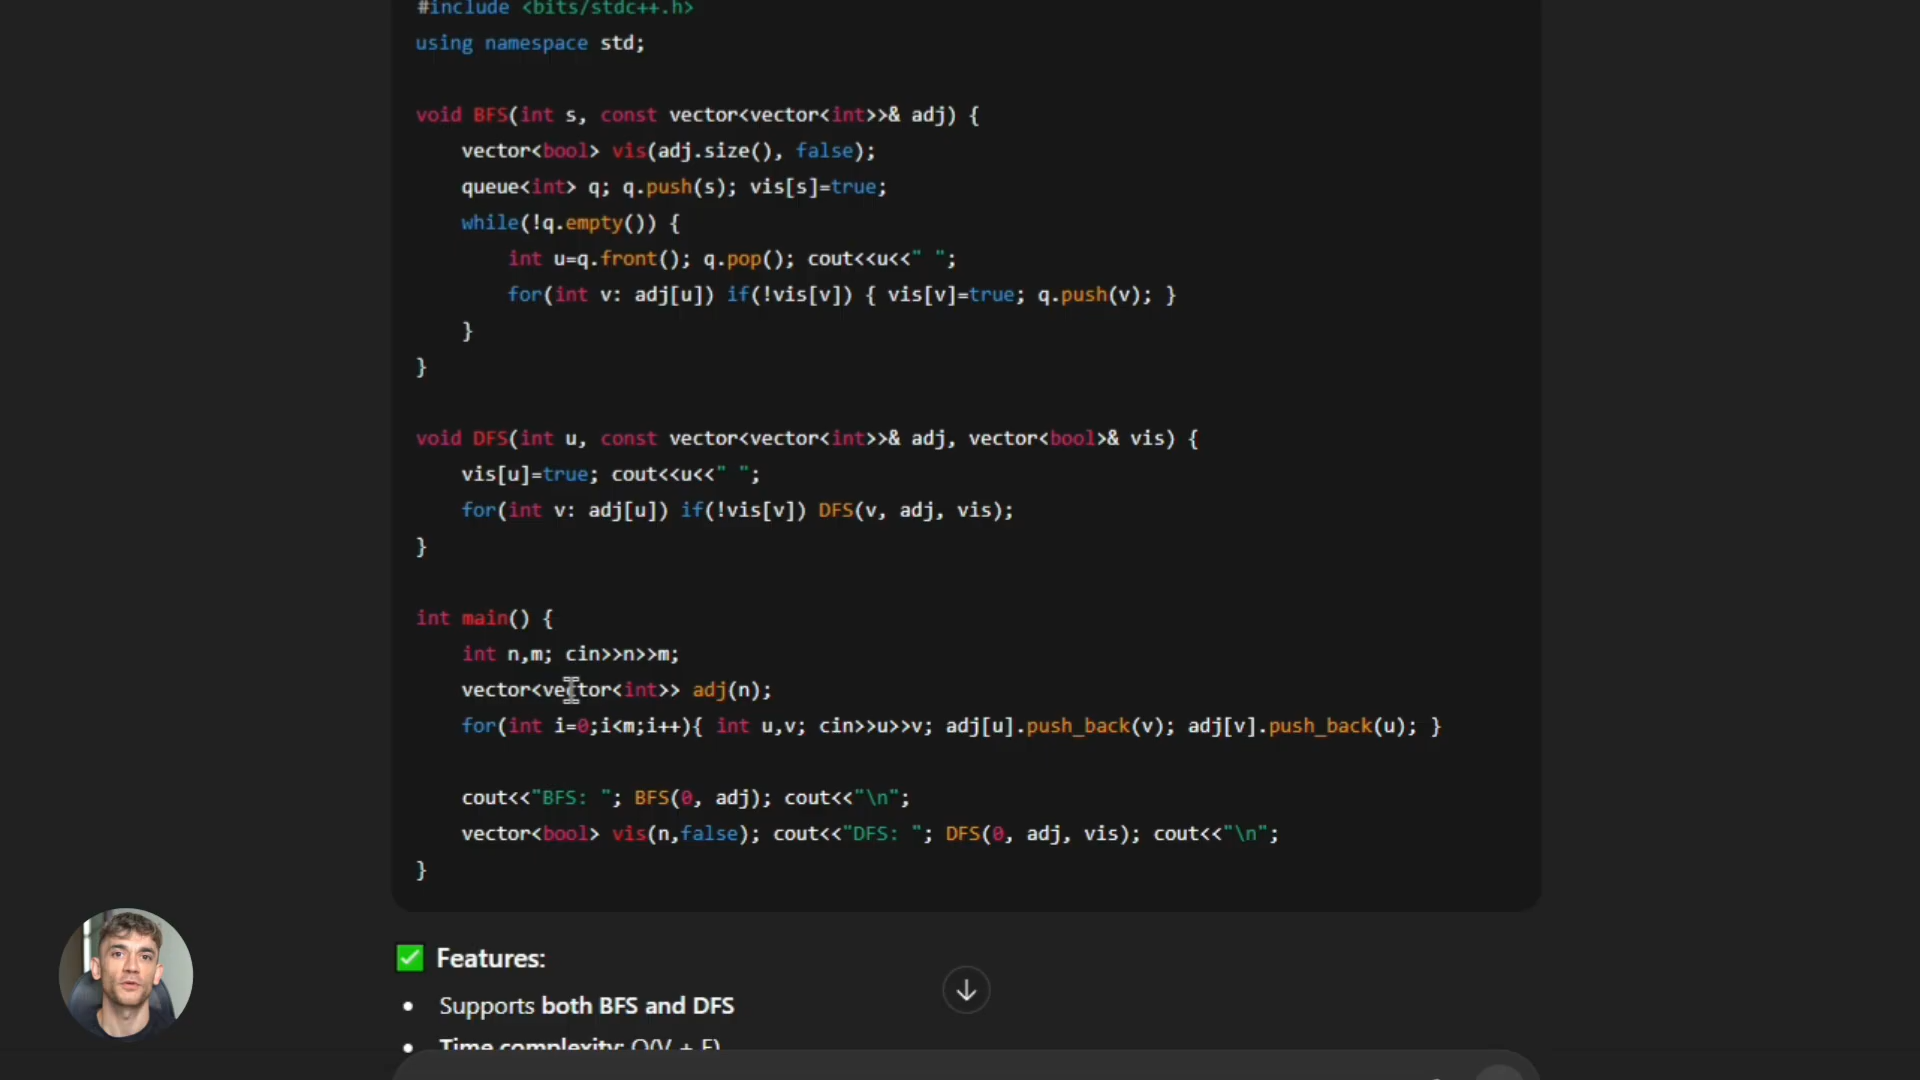 #include <bits/stdc++.h>
using namespace std;
void BFS(int s, const vector<vector<int>>& adj) {
    vector<bool> vis(adj.size(), false);
    queue<int> q; q.push(s); vis[s]=true;
    while(!q.empty()) {
        int u=q.front(); q.pop(); cout<<u<<" ";
        for(int v: adj[u]) if(!vis[v]) { vis[v]=true; q.push(v); }
    }
}
void DFS(int u, const vector<vector<int>>& adj, vector<bool>& vis) {
    vis[u]=true; cout<<u<<" ";
    for(int v: adj[u]) if(!vis[v]) DFS(v, adj, vis);
}
int main() {
    int n,m; cin>>n>>m;
    vector<vector<int>> adj(n);
    for(int i=0;i<m;i++){ int u,v; cin>>u>>v; adj[u].push_back(v); adj[v].push_back(u); }
    cout<<"BFS: "; BFS(0, adj); cout<<"\n";
    vector<bool> vis(n,false); cout<<"DFS: "; DFS(0, adj, vis); cout<<"\n";
}
✅ Features:
• Supports both BFS and DFS
• Time complexity: O(V + E)